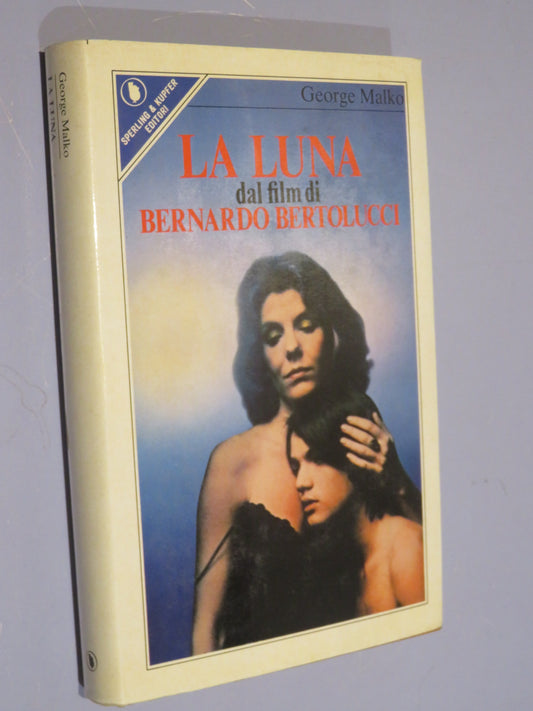 George Malko
LA LUNA
SPERLING & KUPFER
EDITORI
George Malko
LA LUNA
dal film di
BERNARDO BERTOLUCCI